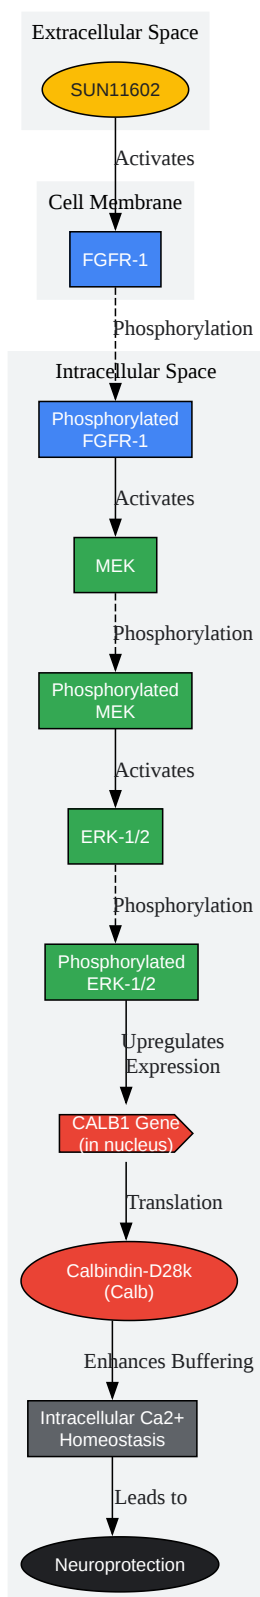 Extracellular Space
SUN11602
Activates
Cell Membrane
FGFR-1
Phosphorylation
Intracellular Space
Phosphorylated
FGFR-1
Activates
MEK
Phosphorylation
Phosphorylated
MEK
Activates
ERK-1/2
Phosphorylation
Phosphorylated
ERK-1/2
Upregulates
Expression
CALB1 Gene
(in nucleus)
Translation
Calbindin-D28k
(Calb)
Enhances Buffering
Intracellular Ca2+
Homeostasis
Leads to
Neuroprotection